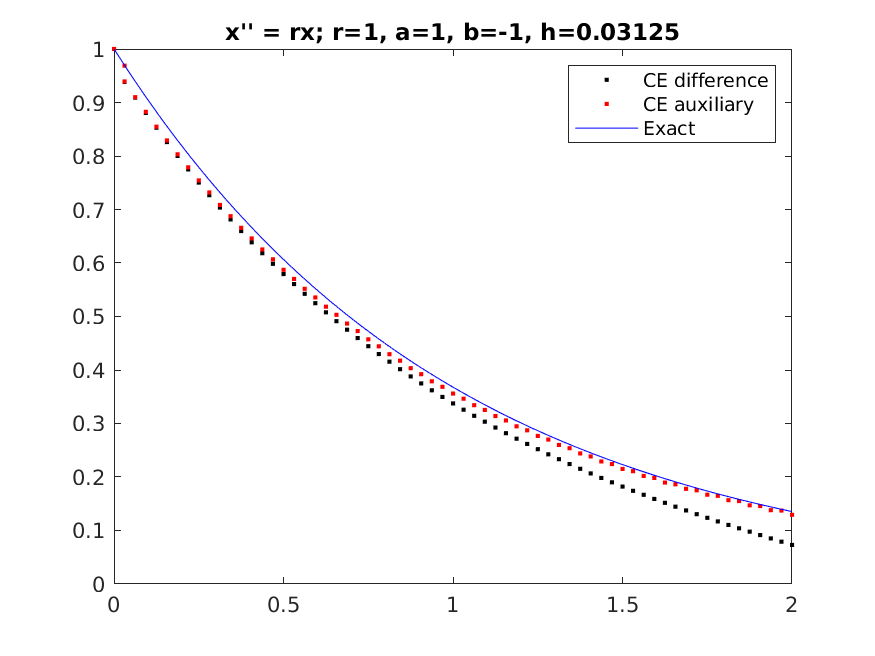 x'' = rx; r=1, a=1, b=-1, h=0.03125
CE difference
CE auxiliary
Exact
1
0.9
0.8
0.7
0.6
0.5
0.4
0.3
0.2
0.1
0
0 0.5 1 1.5 2